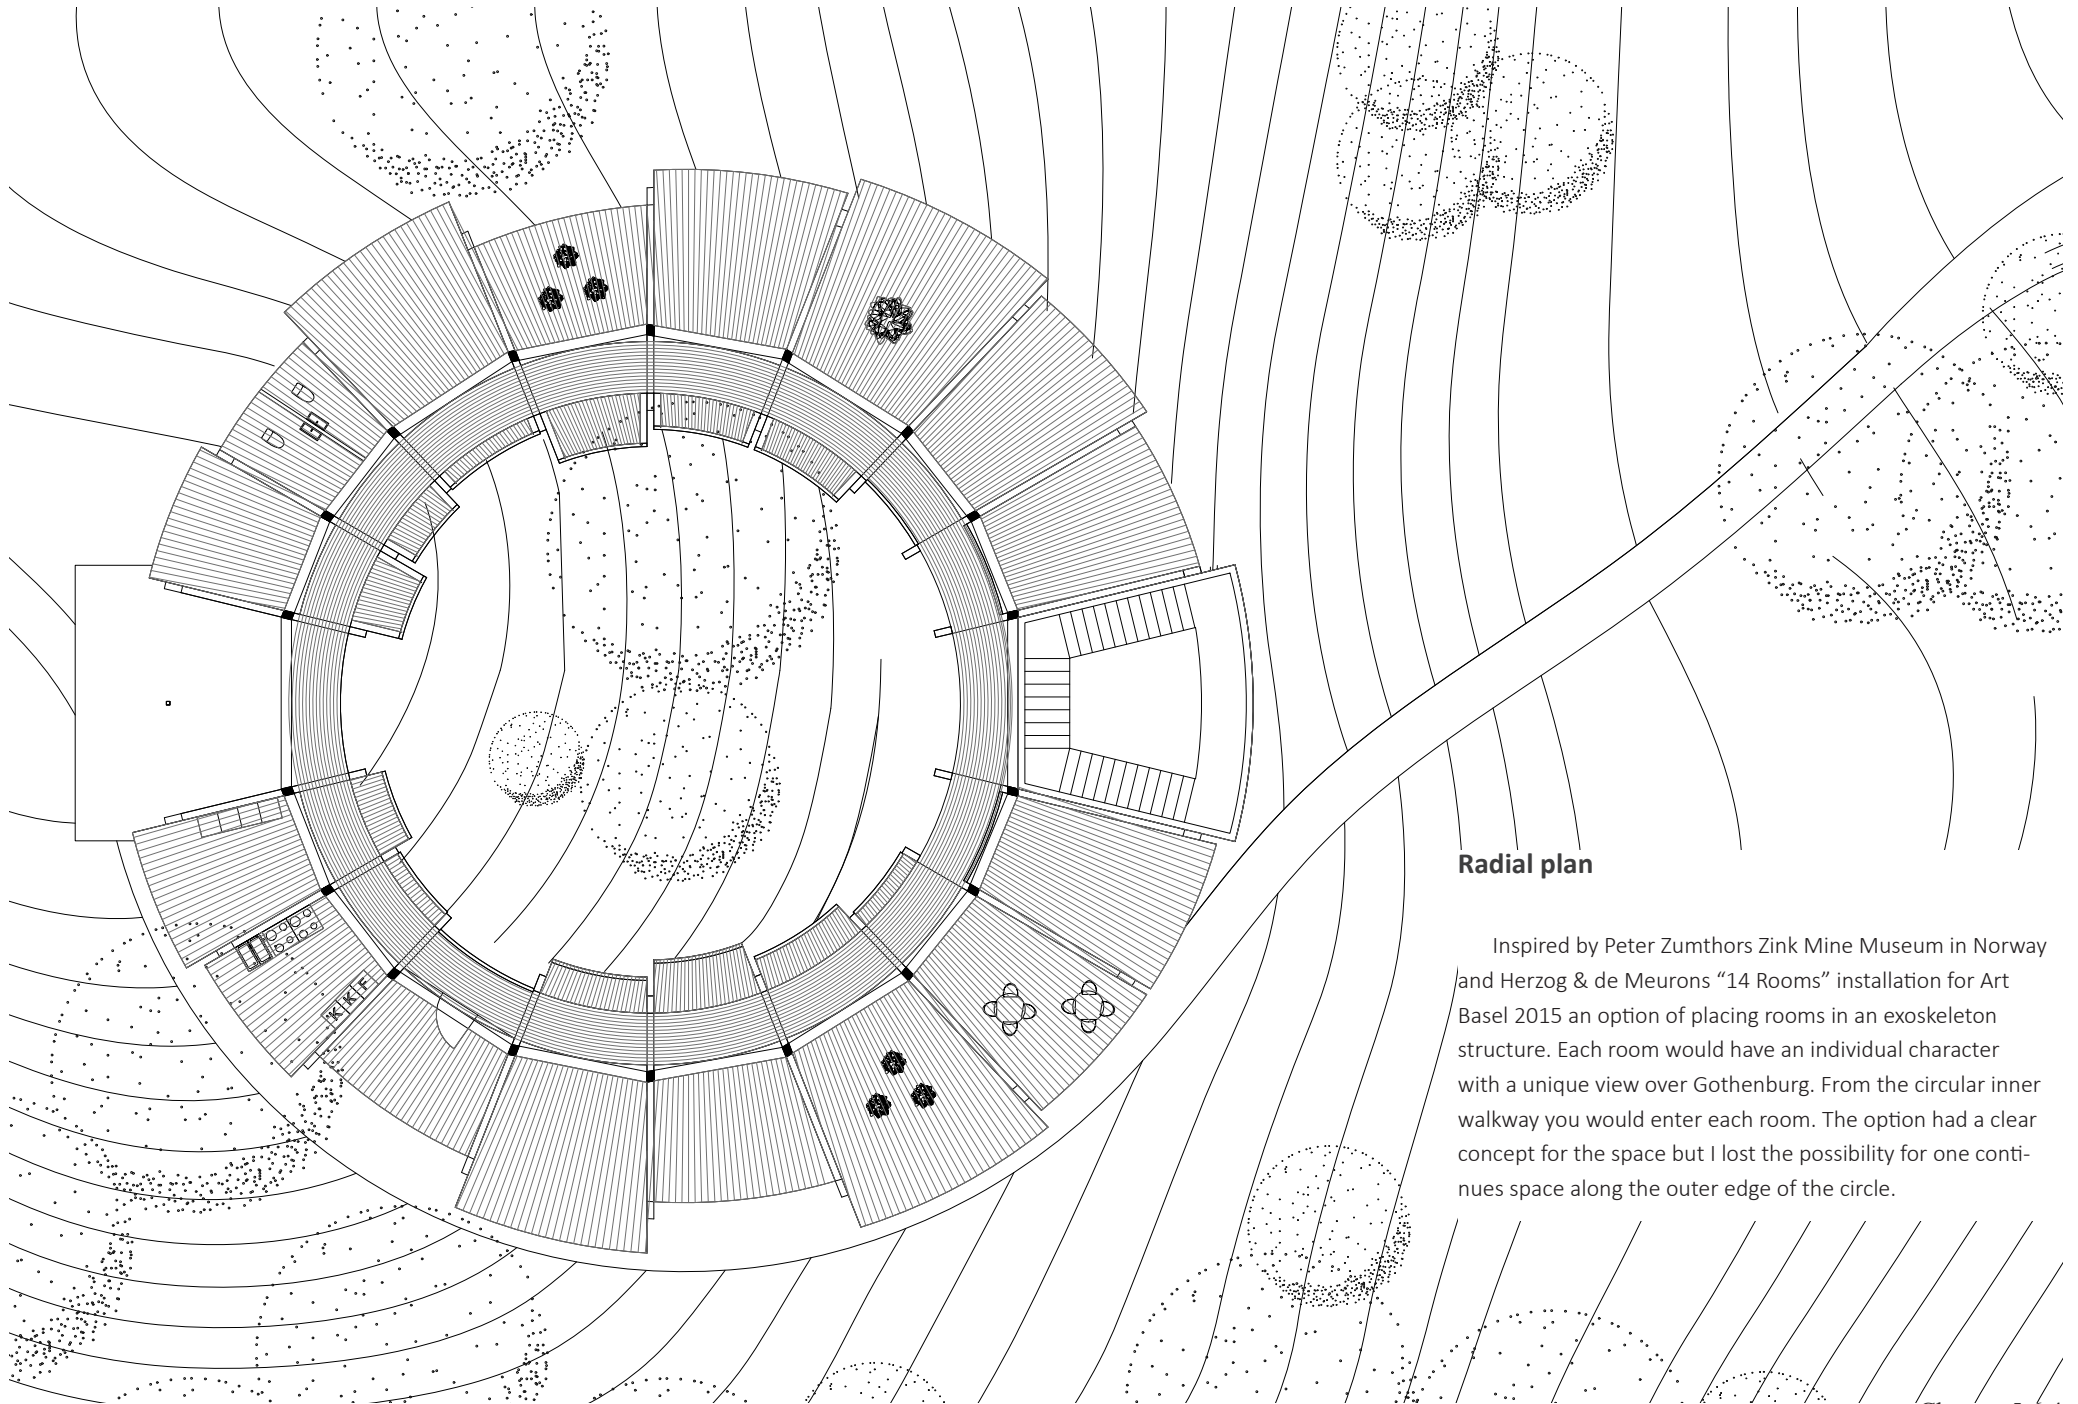 K K F
Radial plan
Inspired by Peter Zumthors Zink Mine Museum in Norway
and Herzog & de Meurons “14 Rooms” installation for Art
Basel 2015 an option of placing rooms in an exoskeleton
structure. Each room would have an individual character
with a unique view over Gothenburg. From the circular inner
walkway you would enter each room. The option had a clear
concept for the space but I lost the possibility for one conti-
nues space along the outer edge of the circle.